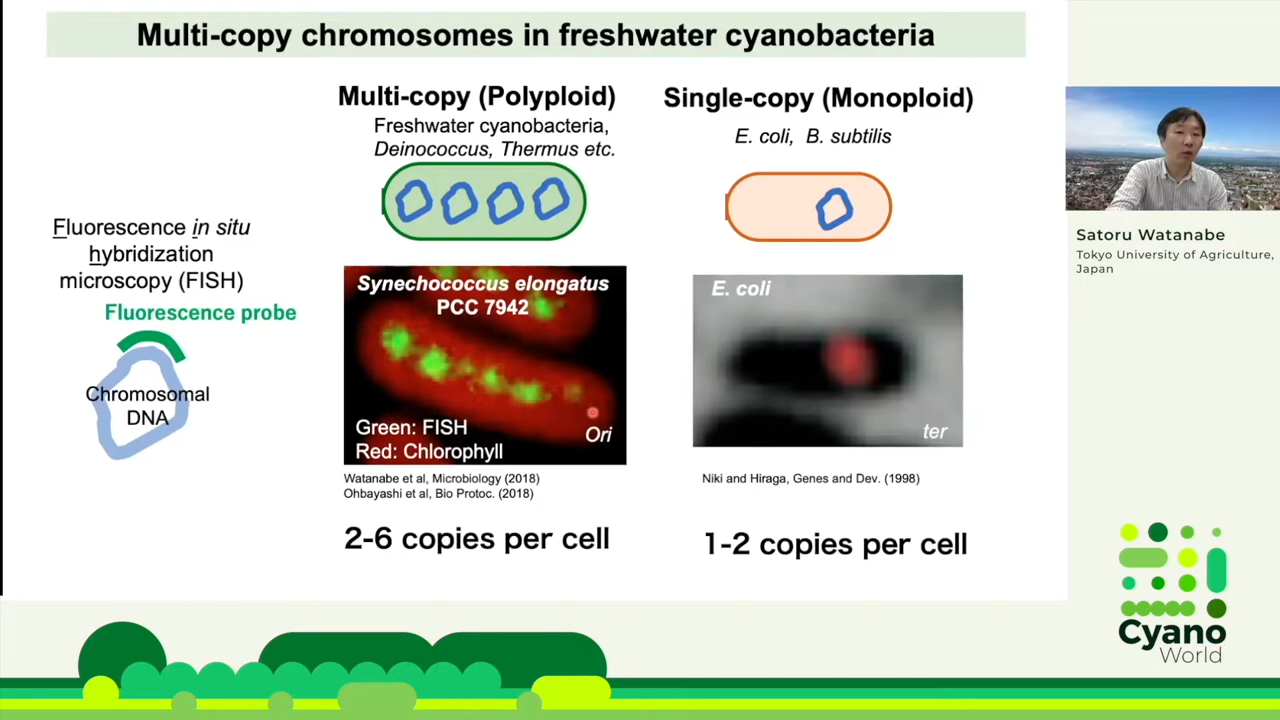 Multi-copy chromosomes in freshwater cyanobacteria
Multi-copy (Polyploid)
Freshwater cyanobacteria,
Deinococcus, Thermus etc.
Single-copy (Monoploid)
E. coli, B. subtilis
Fluorescence in situ
hybridization
microscopy (FISH)
Fluorescence probe
Chromosomal
DNA
Synechococcus elongatus
PCC 7942
Green: FISH
Red: Chlorophyll
Ori
Watanabe et al, Microbiology (2018)
Ohbayashi et al, Bio Protoc. (2018)
2-6 copies per cell
E. coli
ter
Niki and Hiraga, Genes and Dev. (1998)
1-2 copies per cell
Satoru Watanabe
Tokyo University of Agriculture,
Japan
Cyano
World